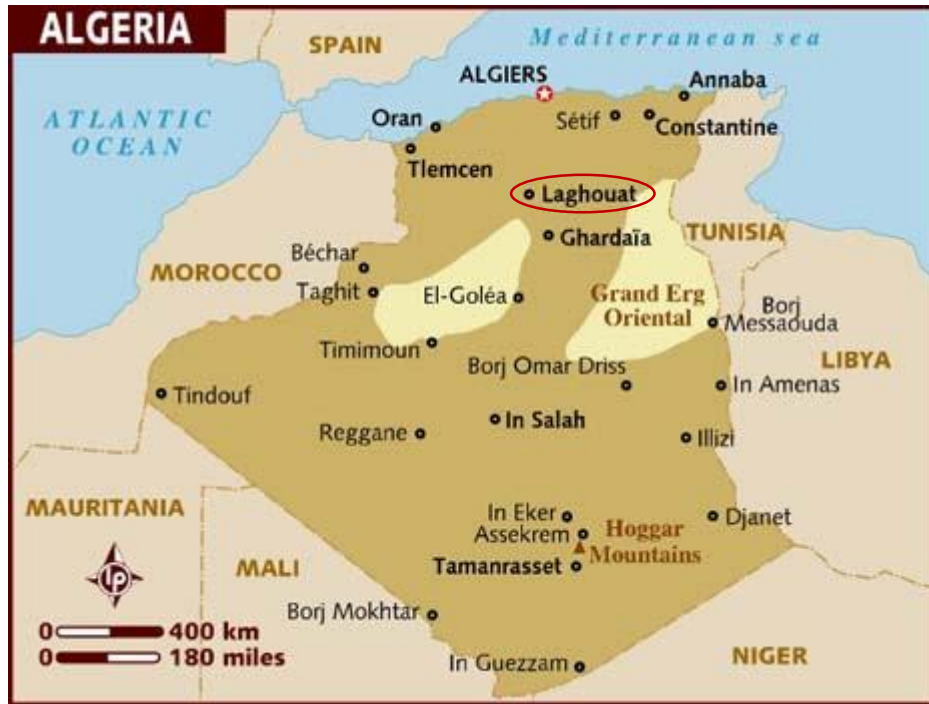 ALGERIA
SPAIN
Mediterranean sea
ALGIERS
Annaba
ATLANTIC
OCEAN
Oran
Sétif
Constantine
Tlemcen
Laghouat
Ghardaïa
TUNISIA
Béchar
MOROCCO
Taghit
El-Goléa
Grand Erg
Oriental
Borj
Messaouda
Timimoun
Borj Omar Driss
LIBYA
Tindouf
In Amenas
In Salah
Reggane
Illizi
MAURITANIA
In Eker
Djanet
Assekrem
Hoggar
Mountains
lp
MALI
Tamanrasset
Borj Mokhtar
0 400 km
0 180 miles
In Guezzam
NIGER